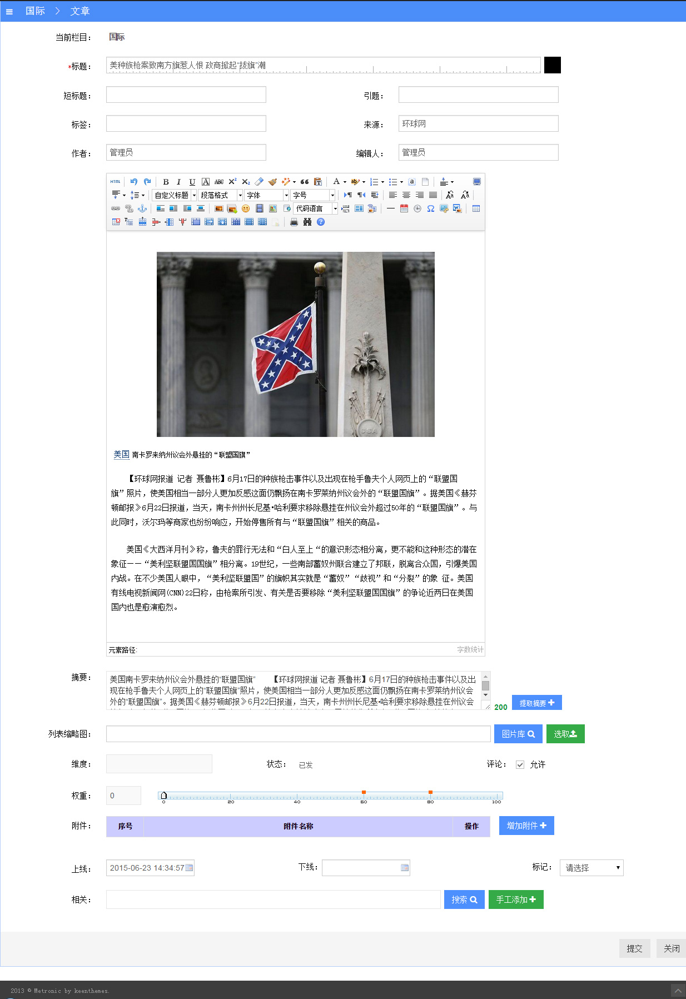 国际 文章
当前栏目： 国际
*标题： 美种族枪案致南方旗惹人恨 政商掀起“拔旗”潮
短标题： 引题：
标签： 来源： 环球网
作者： 管理员 编辑人： 管理员
HTML B I U A ABC X² X₂ A ab a
自定义标题 段落格式 字体 字号
代码语言
CSA
美国 南卡罗来纳州议会外悬挂的“联盟国旗”
【环球网报道 记者 聂鲁彬】6月17日的种族枪击事件以及出现在枪手鲁夫个人网页上的“联盟国
旗”照片，使美国相当一部分人更加反感这面仍飘扬在南卡罗莱纳州议会外的“联盟国旗”。据美国《赫芬
顿邮报》6月22日报道，当天，南卡州州长尼基•哈利要求移除悬挂在州议会外超过50年的“联盟国旗”。与
此同时，沃尔玛等商家也纷纷响应，开始停售所有与“联盟国旗”相关的商品。
美国《大西洋月刊》称，鲁夫的罪行无法和“白人至上“的意识形态相分离，更不能和这种形态的潜在
象征——“美利坚联盟国国旗”相分离。19世纪，一些南部蓄奴州联合建立了邦联，脱离合众国，引爆美国
内战。在不少美国人眼中，“美利坚联盟国”的旗帜其实就是“蓄奴”“歧视”和“分裂”的象 征。美国
有线电视新闻网(CNN)22日称，由枪案所引发、有关是否要移除“美利坚联盟国国旗”的争论近两日在美国
国内也是愈演愈烈。
元素路径: 字数统计
摘要： 美国南卡罗来纳州议会外悬挂的“联盟国旗” 【环球网报道 记者 聂鲁彬】6月17日的种族枪击事件以及出
现在枪手鲁夫个人网页上的“联盟国旗”照片，使美国相当一部分人更加反感这面仍飘扬在南卡罗莱纳州议会
外的“联盟国旗”。据美国《赫芬顿邮报》6月22日报道，当天，南卡州州长尼基•哈利要求移除悬挂在州议会
200 提取摘要
列表缩略图： 图片库 选取
维度： 状态： 已发 评论： 允许
权重： 0 0 20 40 60 80 100
附件： 序号 附件名称 操作 增加附件
上线： 2015-06-23 14:34:57 下线： 标记： 请选择
相关： 搜索 手工添加
提交 关闭
2013 © Metronic by keenthemes.